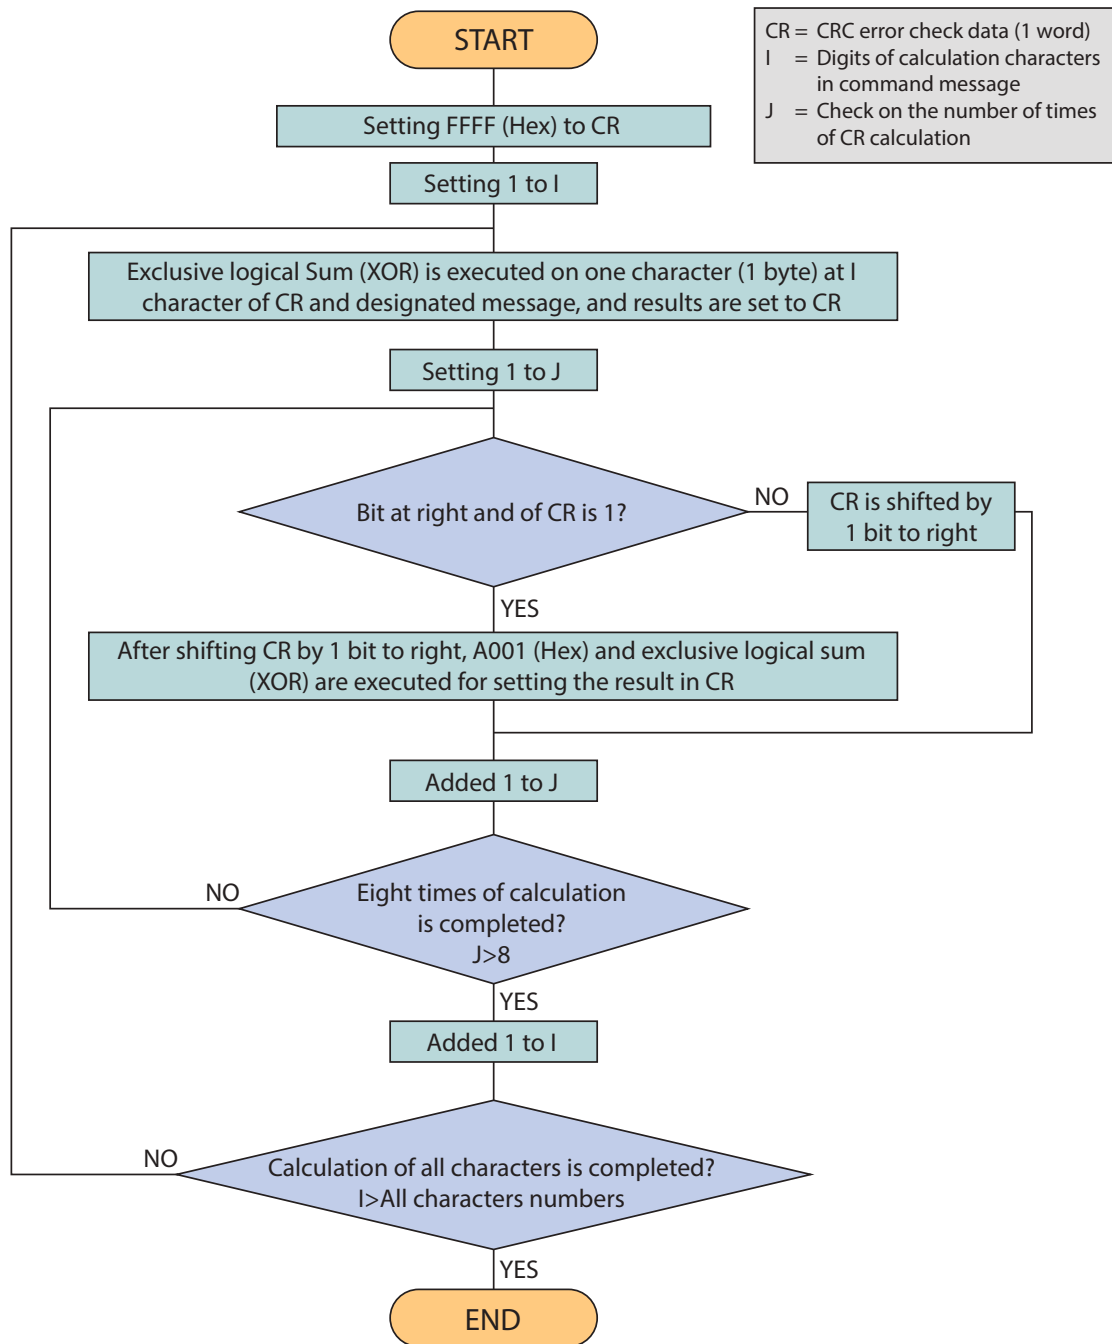 START
CR = CRC error check data (1 word)
I = Digits of calculation characters
in command message
J = Check on the number of times
of CR calculation
Setting FFFF (Hex) to CR
Setting 1 to I
Exclusive logical Sum (XOR) is executed on one character (1 byte) at I
character of CR and designated message, and results are set to CR
Setting 1 to J
Bit at right and of CR is 1?
NO
CR is shifted by
1 bit to right
YES
After shifting CR by 1 bit to right, A001 (Hex) and exclusive logical sum
(XOR) are executed for setting the result in CR
Added 1 to J
NO
Eight times of calculation
is completed?
J>8
YES
Added 1 to I
NO
Calculation of all characters is completed?
I>All characters numbers
YES
END